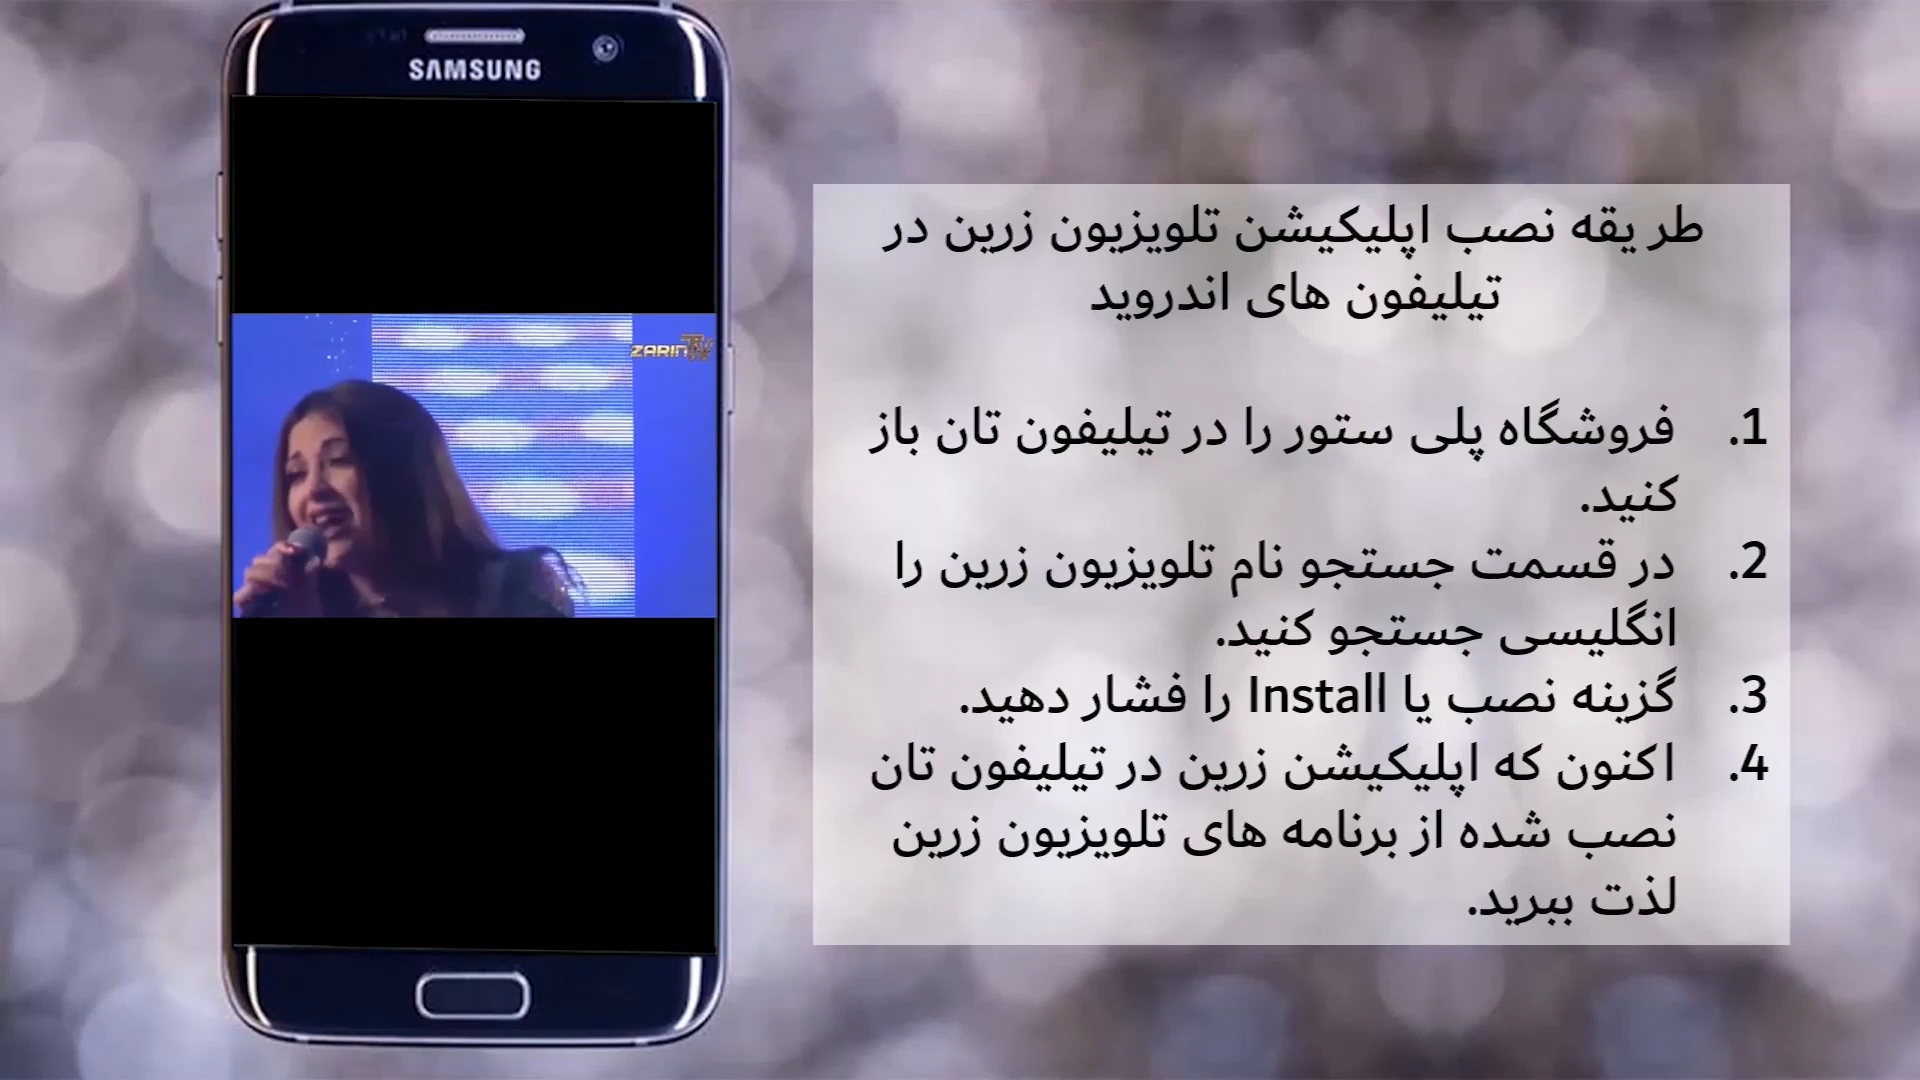 SAMSUNG
ZARIN TV
طر یقه نصب اپلیکیشن تلویزیون زرین در
تیلیفون های اندروید
1. فروشگاه پلی ستور را در تیلیفون تان باز
کنید.
2. در قسمت جستجو نام تلویزیون زرین را
انگلیسی جستجو کنید.
3. گزینه نصب یا Install را فشار دهید.
4. اکنون که اپلیکیشن زرین در تیلیفون تان
نصب شده از برنامه های تلویزیون زرین
لذت ببرید.